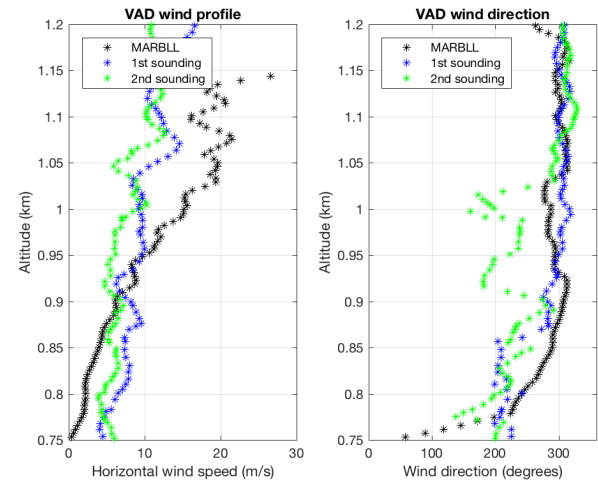 VAD wind profile
1.2
1.15
1.1
1.05
1
0.95
0.9
0.85
0.8
0.75
Altitude (km)
MARBLL
1st sounding
2nd sounding
0 10 20 30
Horizontal wind speed (m/s)
VAD wind direction
1.2
1.15
1.1
1.05
1
0.95
0.9
0.85
0.8
0.75
Altitude (km)
MARBLL
1st sounding
2nd sounding
0 100 200 300
Wind direction (degrees)